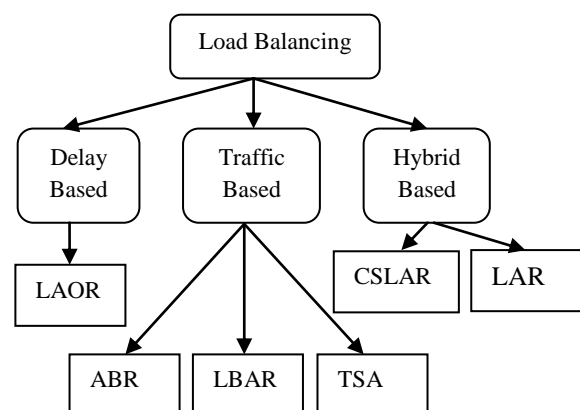 Load Balancing
Delay
Based
Traffic
Based
Hybrid
Based
LAOR
CSLAR
LAR
ABR
LBAR
TSA